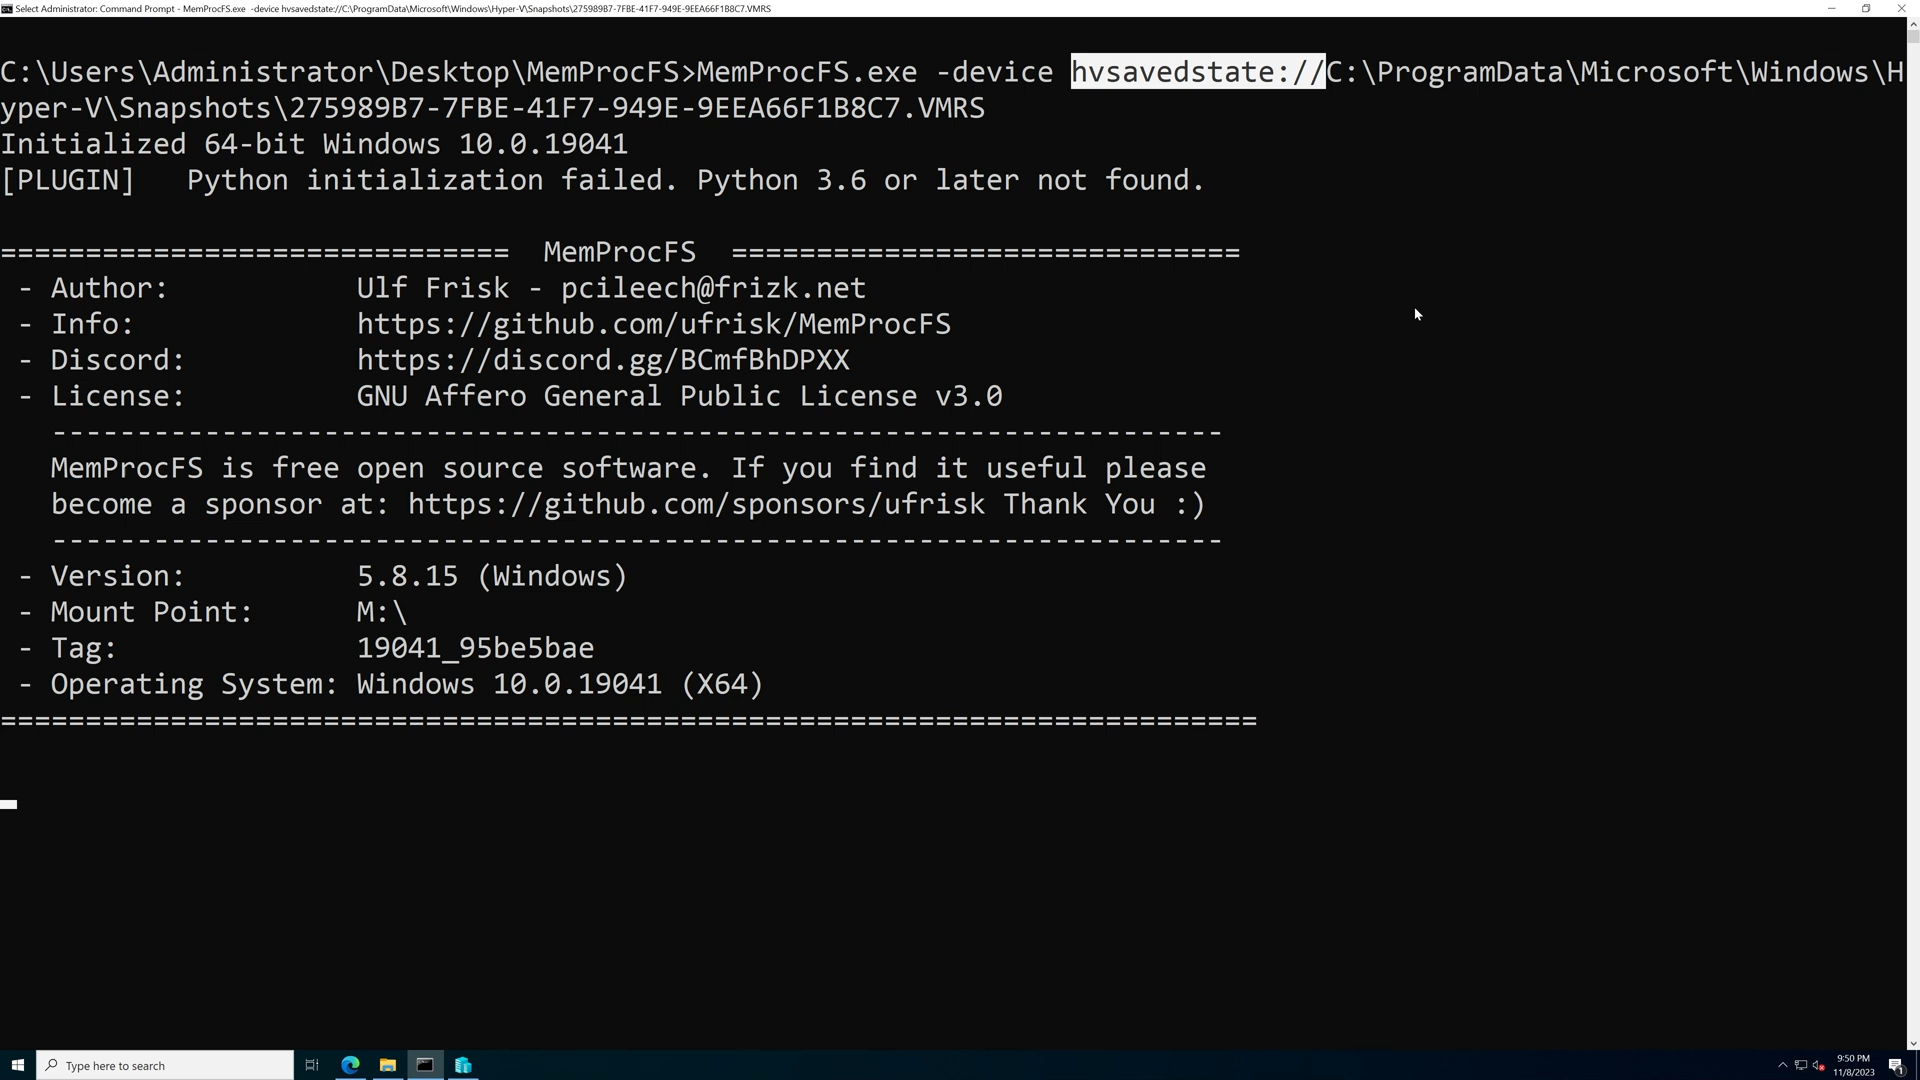 Select Administrator: Command Prompt - MemProcFS.exe  -device hvsavedstate://C:\ProgramData\Microsoft\Windows\Hyper-V\Snapshots\275989B7-7FBE-41F7-949E-9EEA66F1B8C7.VMRS
C:\Users\Administrator\Desktop\MemProcFS>MemProcFS.exe -device hvsavedstate://C:\ProgramData\Microsoft\Windows\H
yper-V\Snapshots\275989B7-7FBE-41F7-949E-9EEA66F1B8C7.VMRS
Initialized 64-bit Windows 10.0.19041
[PLUGIN]   Python initialization failed. Python 3.6 or later not found.
==============================  MemProcFS  ==============================
 - Author:           Ulf Frisk - pcileech@frizk.net
 - Info:             https://github.com/ufrisk/MemProcFS
 - Discord:          https://discord.gg/BCmfBhDPXX
 - License:          GNU Affero General Public License v3.0
   ---------------------------------------------------------------------
   MemProcFS is free open source software. If you find it useful please
   become a sponsor at: https://github.com/sponsors/ufrisk Thank You :)
   ---------------------------------------------------------------------
 - Version:          5.8.15 (Windows)
 - Mount Point:      M:\
 - Tag:              19041_95be5bae
 - Operating System: Windows 10.0.19041 (X64)
==========================================================================
Type here to search
9:50 PM
11/8/2023
1